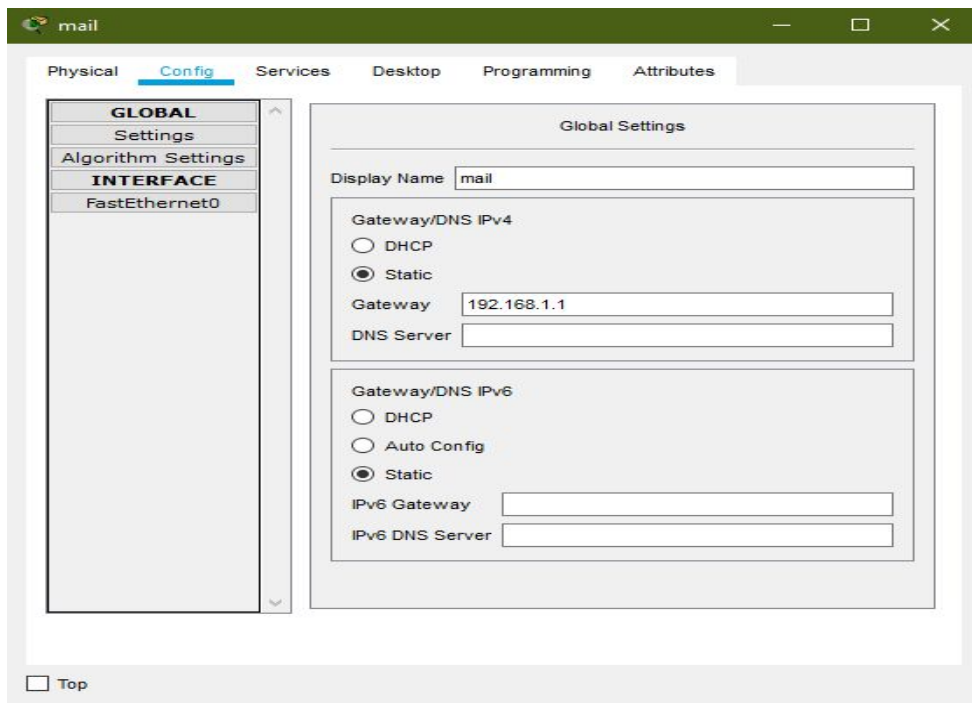 mail
Physical Config Services Desktop Programming Attributes
GLOBAL
Settings
Algorithm Settings
INTERFACE
FastEthernet0
Global Settings
Display Name mail
Gateway/DNS IPv4
DHCP
Static
Gateway 192.168.1.1
DNS Server
Gateway/DNS IPv6
DHCP
Auto Config
Static
IPv6 Gateway
IPv6 DNS Server
Top